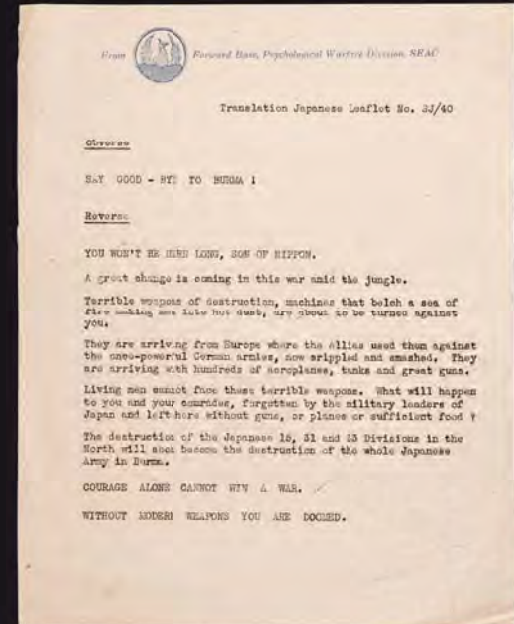 From Forward Base, Psychological Warfare Division, SEAC
Translation Japanese Leaflet No. SJ/40
Obverse
SAY GOOD - BYE TO BURMA !
Reverse
YOU WON'T BE HERE LONG, SON OF NIPPON.
A great change is coming in this war amid the jungle.
Terrible weapons of destruction, machines that belch a sea of
fire making men into hot dust, are about to be turned against
you.
They are arriving from Europe where the Allies used them against
the once-powerful German armies, now crippled and smashed. They
are arriving with hundreds of aeroplanes, tanks and great guns.
Living men cannot face these terrible weapons. What will happen
to you and your comrades, forgotten by the military leaders of
Japan and left here without guns, or planes or sufficient food ?
The destruction of the Japanese 15, 31 and 33 Divisions in the
North will soon become the destruction of the whole Japanese
Army in Burma.
COURAGE ALONE CANNOT WIN A WAR.
WITHOUT MODERN WEAPONS YOU ARE DOOMED.